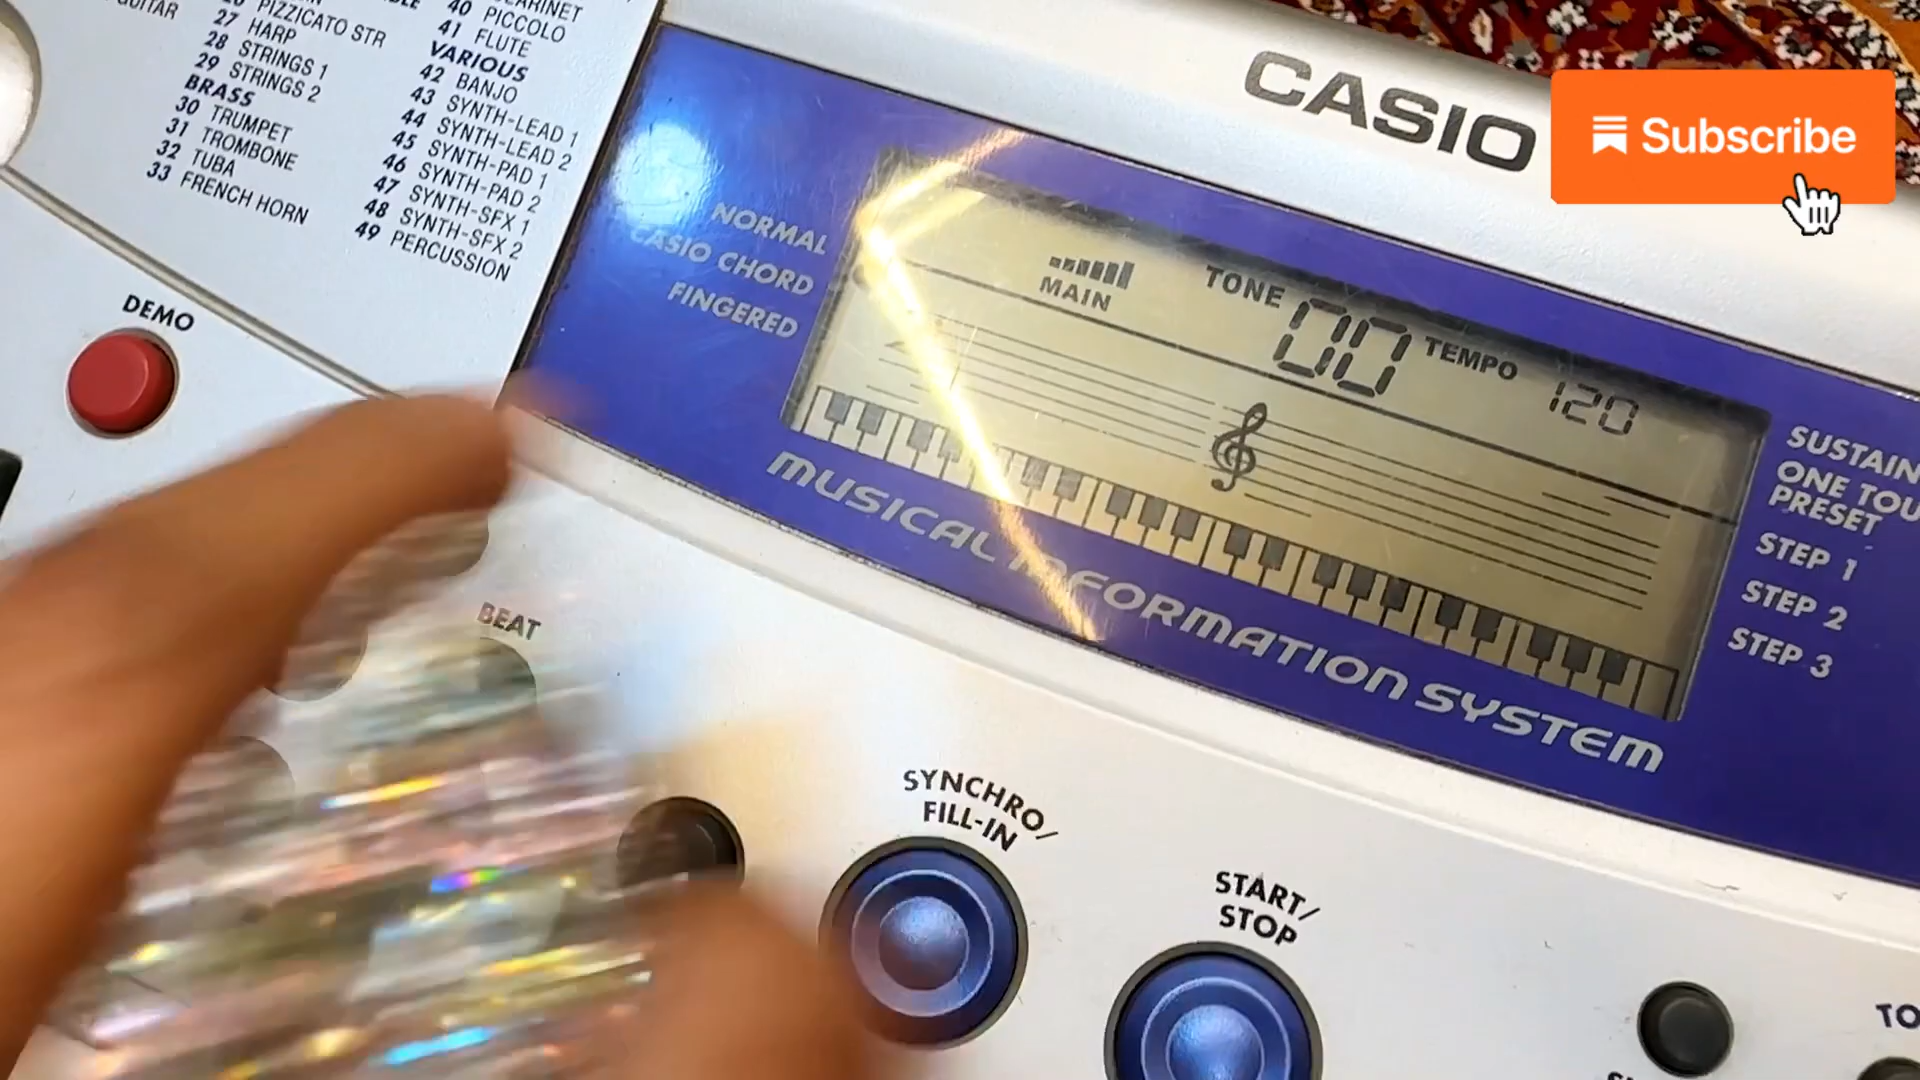 GUITAR
PIZZICATO STR
27 HARP
28 STRINGS 1
29 STRINGS 2
BRASS
30 TRUMPET
31 TROMBONE
32 TUBA
33 FRENCH HORN
40 PICCOLO
41 FLUTE
VARIOUS
42 BANJO
43 SYNTH-LEAD 1
44 SYNTH-LEAD 2
45 SYNTH-PAD 1
46 SYNTH-PAD 2
47 SYNTH-SFX 1
48 SYNTH-SFX 2
49 PERCUSSION
CASIO
Subscribe
NORMAL
CASIO CHORD
FINGERED
MAIN
TONE 00
TEMPO 120
MUSICAL INFORMATION SYSTEM
SUSTAIN
ONE TOU
PRESET
STEP 1
STEP 2
STEP 3
DEMO
BEAT
SYNCHRO/
FILL-IN
START/
STOP
TO